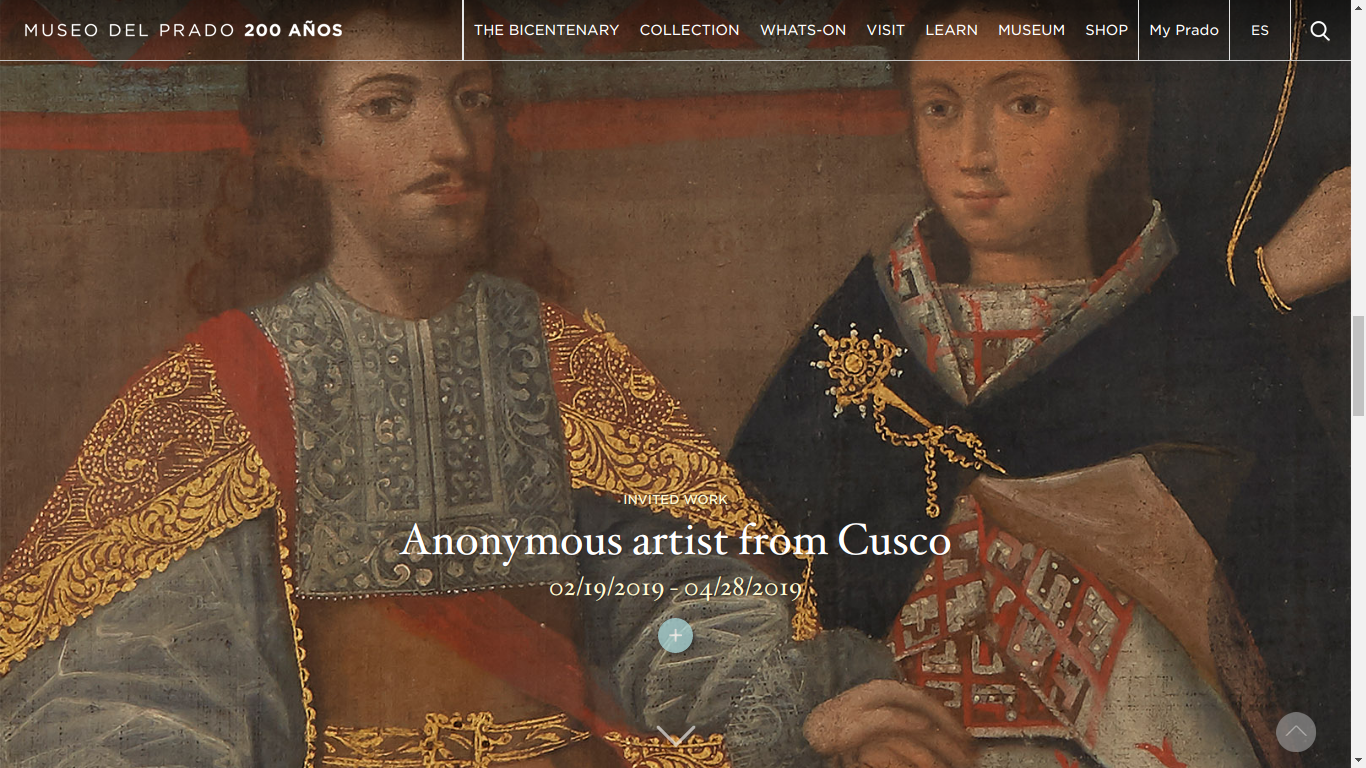 MUSEO DEL PRADO 200 AÑOS
THE BICENTENARY COLLECTION WHATS-ON VISIT LEARN MUSEUM SHOP My Prado ES
INVITED WORK
Anonymous artist from Cusco
02/19/2019 - 04/28/2019